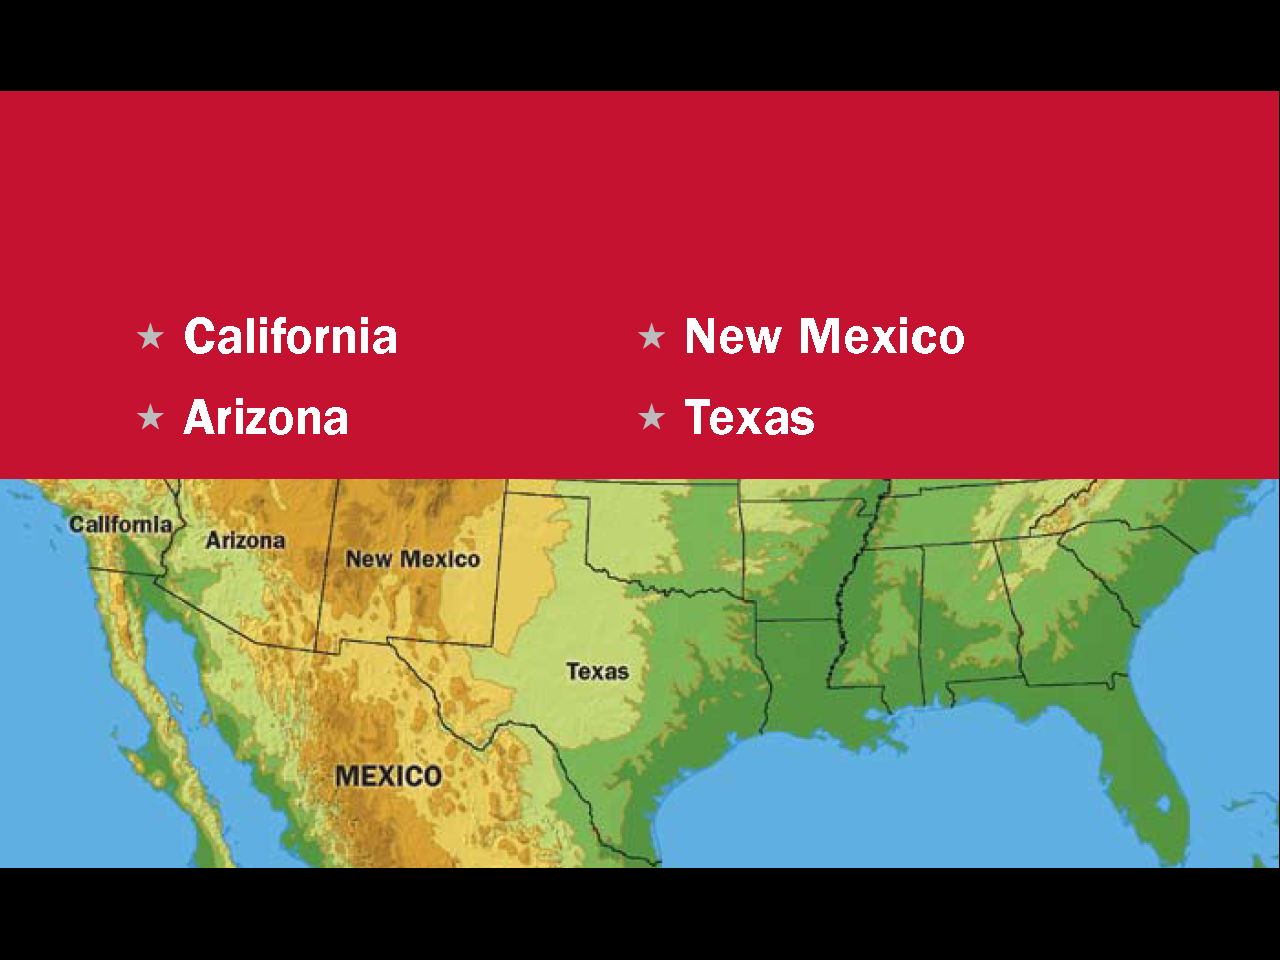 ★ California
★ Arizona
★ New Mexico
★ Texas
California
Arizona
New Mexico
Texas
MEXICO